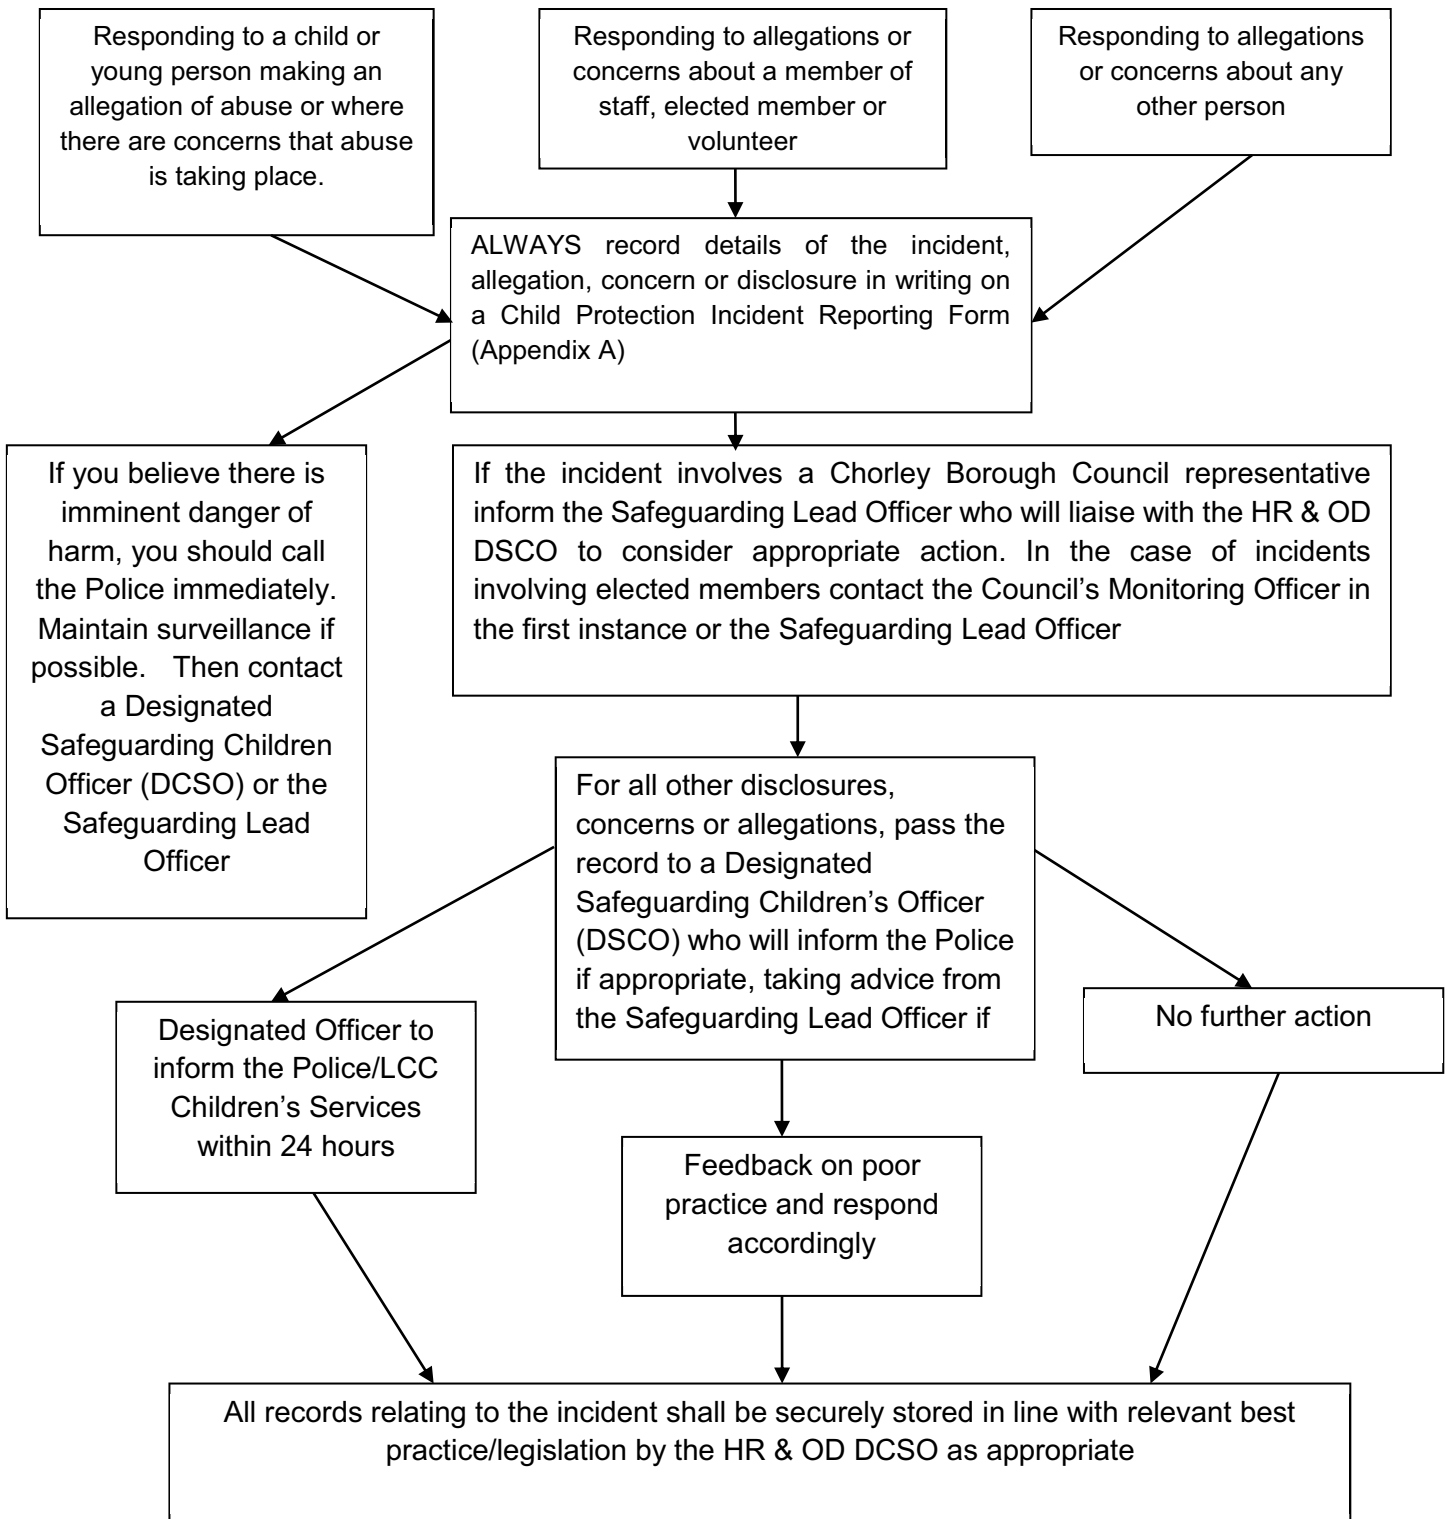 Responding to a child or
young person making an
allegation of abuse or where
there are concerns that abuse
is taking place.
Responding to allegations or
concerns about a member of
staff, elected member or
volunteer
Responding to allegations
or concerns about any
other person
ALWAYS record details of the incident,
allegation, concern or disclosure in writing on
a Child Protection Incident Reporting Form
(Appendix A)
If you believe there is
imminent danger of
harm, you should call
the Police immediately.
Maintain surveillance if
possible. Then contact
a Designated
Safeguarding Children
Officer (DCSO) or the
Safeguarding Lead
Officer
If the incident involves a Chorley Borough Council representative
inform the Safeguarding Lead Officer who will liaise with the HR & OD
DSCO to consider appropriate action. In the case of incidents
involving elected members contact the Council’s Monitoring Officer in
the first instance or the Safeguarding Lead Officer
For all other disclosures,
concerns or allegations, pass the
record to a Designated
Safeguarding Children’s Officer
(DSCO) who will inform the Police
if appropriate, taking advice from
the Safeguarding Lead Officer if
Designated Officer to
inform the Police/LCC
Children’s Services
within 24 hours
Feedback on poor
practice and respond
accordingly
No further action
All records relating to the incident shall be securely stored in line with relevant best
practice/legislation by the HR & OD DCSO as appropriate